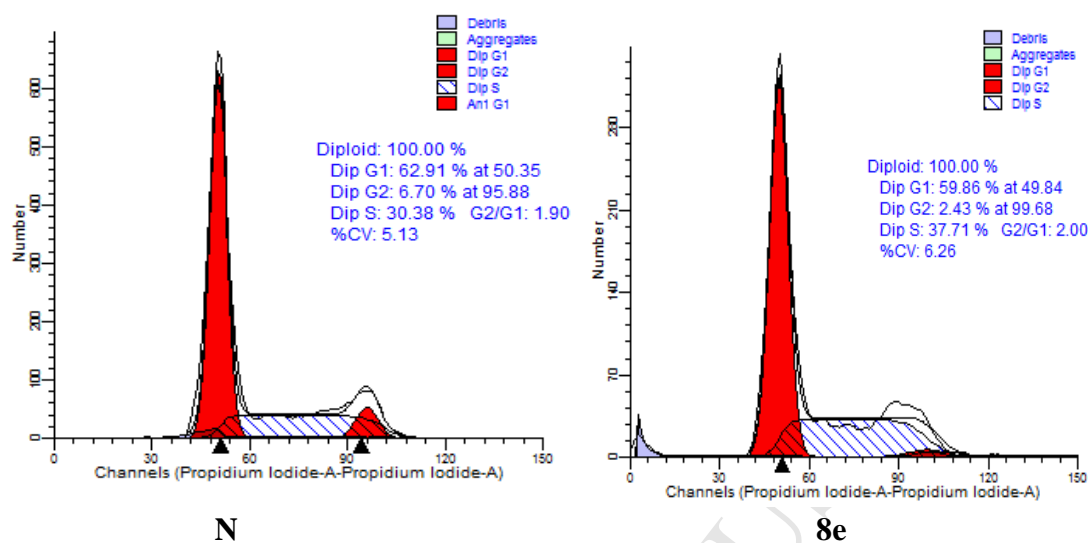 Debris
Aggregates
Dip G1
Dip G2
Dip S
An1 G1
Diploid: 100.00 %
Dip G1: 62.91 % at 50.35
Dip G2: 6.70 % at 95.88
Dip S: 30.38 % G2/G1: 1.90
%CV: 5.13
Number
0
100
200
300
400
500
600
0
30
60
90
120
150
Channels (Propidium Iodide-A-Propidium Iodide-A)
N
Debris
Aggregates
Dip G1
Dip G2
Dip S
Diploid: 100.00 %
Dip G1: 59.86 % at 49.84
Dip G2: 2.43 % at 99.68
Dip S: 37.71 % G2/G1: 2.00
%CV: 6.26
Number
0
70
140
210
280
0
30
60
90
120
150
Channels (Propidium Iodide-A-Propidium Iodide-A)
8e